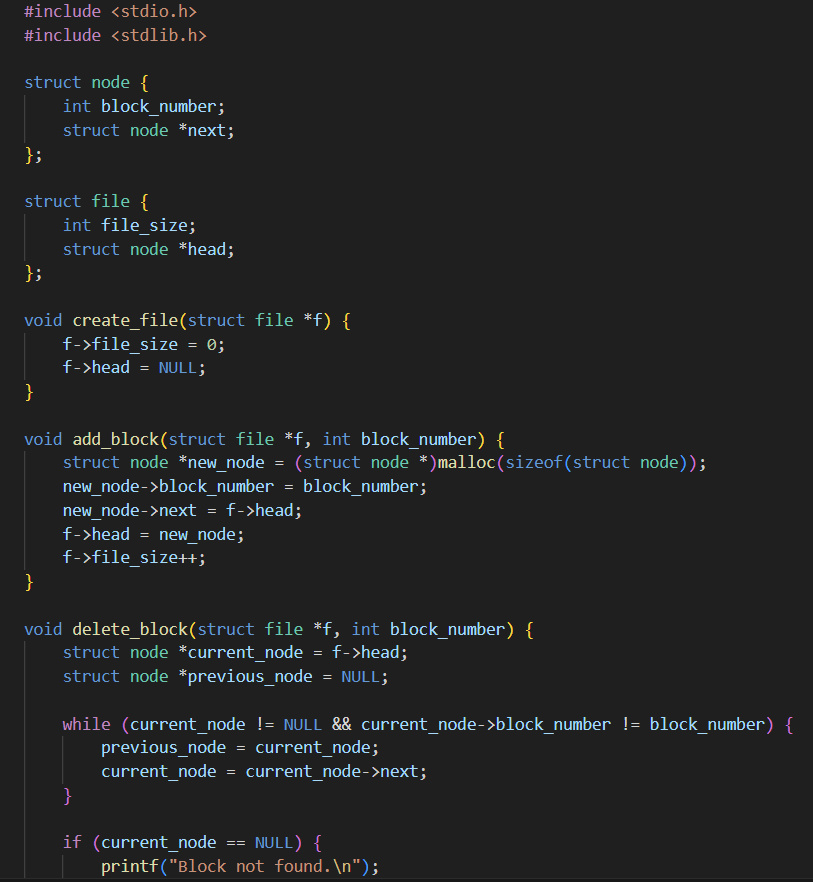 #include <stdio.h>
#include <stdlib.h>

struct node {
    int block_number;
    struct node *next;
};

struct file {
    int file_size;
    struct node *head;
};

void create_file(struct file *f) {
    f->file_size = 0;
    f->head = NULL;
}

void add_block(struct file *f, int block_number) {
    struct node *new_node = (struct node *)malloc(sizeof(struct node));
    new_node->block_number = block_number;
    new_node->next = f->head;
    f->head = new_node;
    f->file_size++;
}

void delete_block(struct file *f, int block_number) {
    struct node *current_node = f->head;
    struct node *previous_node = NULL;

    while (current_node != NULL && current_node->block_number != block_number) {
        previous_node = current_node;
        current_node = current_node->next;
    }

    if (current_node == NULL) {
        printf("Block not found.\n");